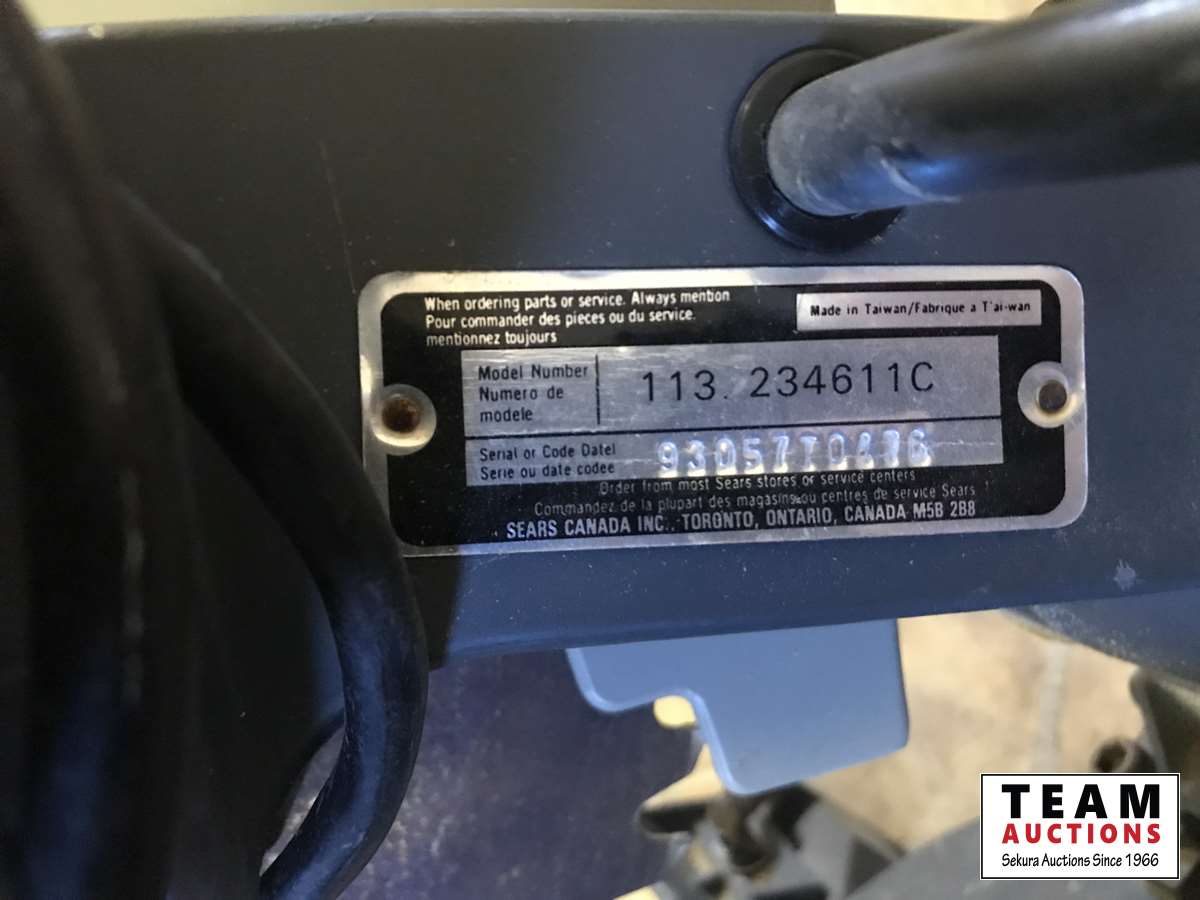 When ordering parts or service. Always mention
Pour commander des pieces ou du service.
mentionnez toujours
Made in Taiwan/Fabrique a T'ai-wan
Model Number
Numero de
modele
113. 234611C
Serial or Code Datel
Serie ou date codee
93057T0436
Order from most Sears stores or service centers
Commandez de la plupart des magasins ou centres de service Sears
SEARS CANADA INC., TORONTO, ONTARIO, CANADA M5B 2B8
TEAM
AUCTIONS
Sekura Auctions Since 1966